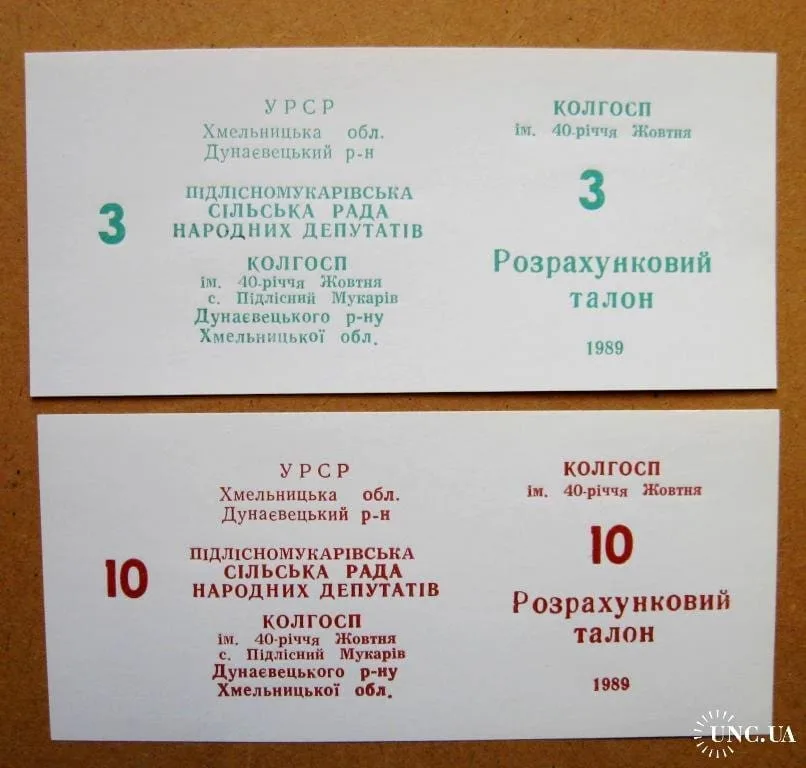 УРСР
Хмельницька обл.
Дунаєвецький р-н
3
ПІДЛІСНОМУКАРІВСЬКА
СІЛЬСЬКА РАДА
НАРОДНИХ ДЕПУТАТІВ
КОЛГОСП
ім. 40-річчя Жовтня
с. Підлісний Мукарів
Дунаєвецького р-ну
Хмельницької обл.
КОЛГОСП
ім. 40-річчя Жовтня
3
Розрахунковий
талон
1989
УРСР
Хмельницька обл.
Дунаєвецький р-н
10
ПІДЛІСНОМУКАРІВСЬКА
СІЛЬСЬКА РАДА
НАРОДНИХ ДЕПУТАТІВ
КОЛГОСП
ім. 40-річчя Жовтня
с. Підлісний Мукарів
Дунаєвецького р-ну
Хмельницької обл.
КОЛГОСП
ім. 40-річчя Жовтня
10
Розрахунковий
талон
1989
UNC.UA